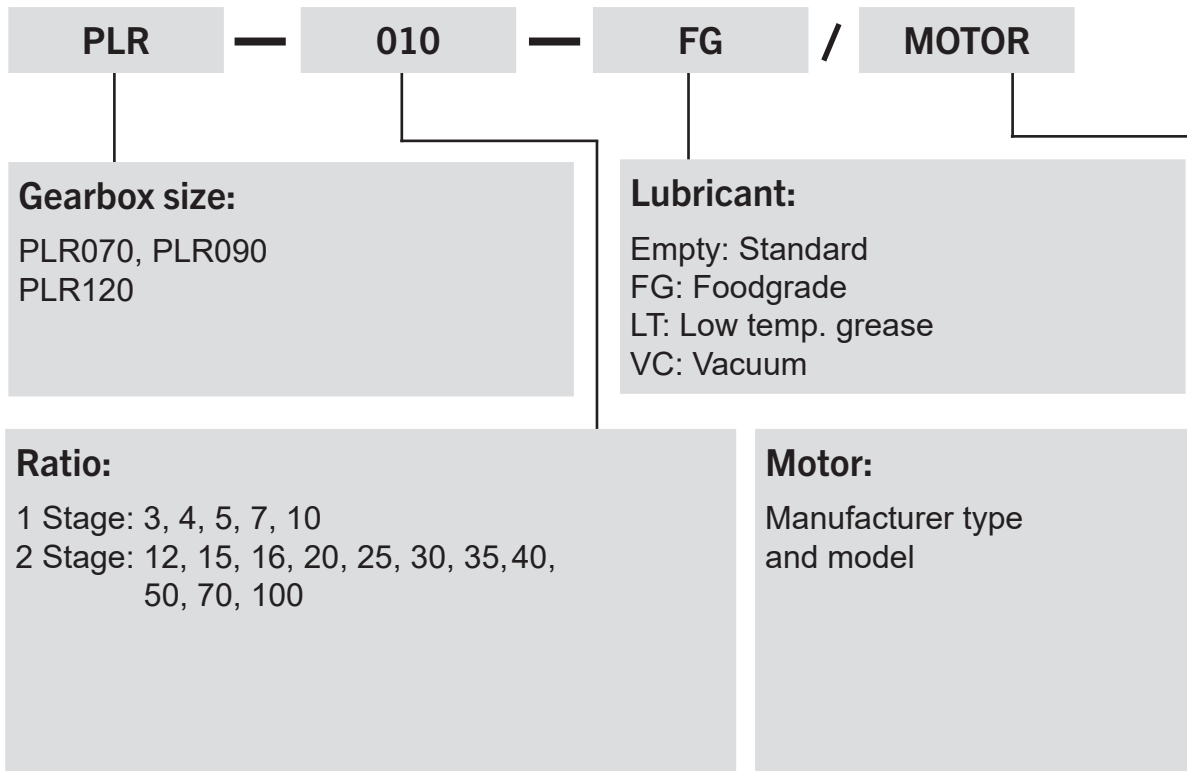 PLR — 010 — FG / MOTOR
Gearbox size:
PLR070, PLR090
PLR120
Lubricant:
Empty: Standard
FG: Foodgrade
LT: Low temp. grease
VC: Vacuum
Ratio:
1 Stage: 3, 4, 5, 7, 10
2 Stage: 12, 15, 16, 20, 25, 30, 35, 40,
50, 70, 100
Motor:
Manufacturer type
and model